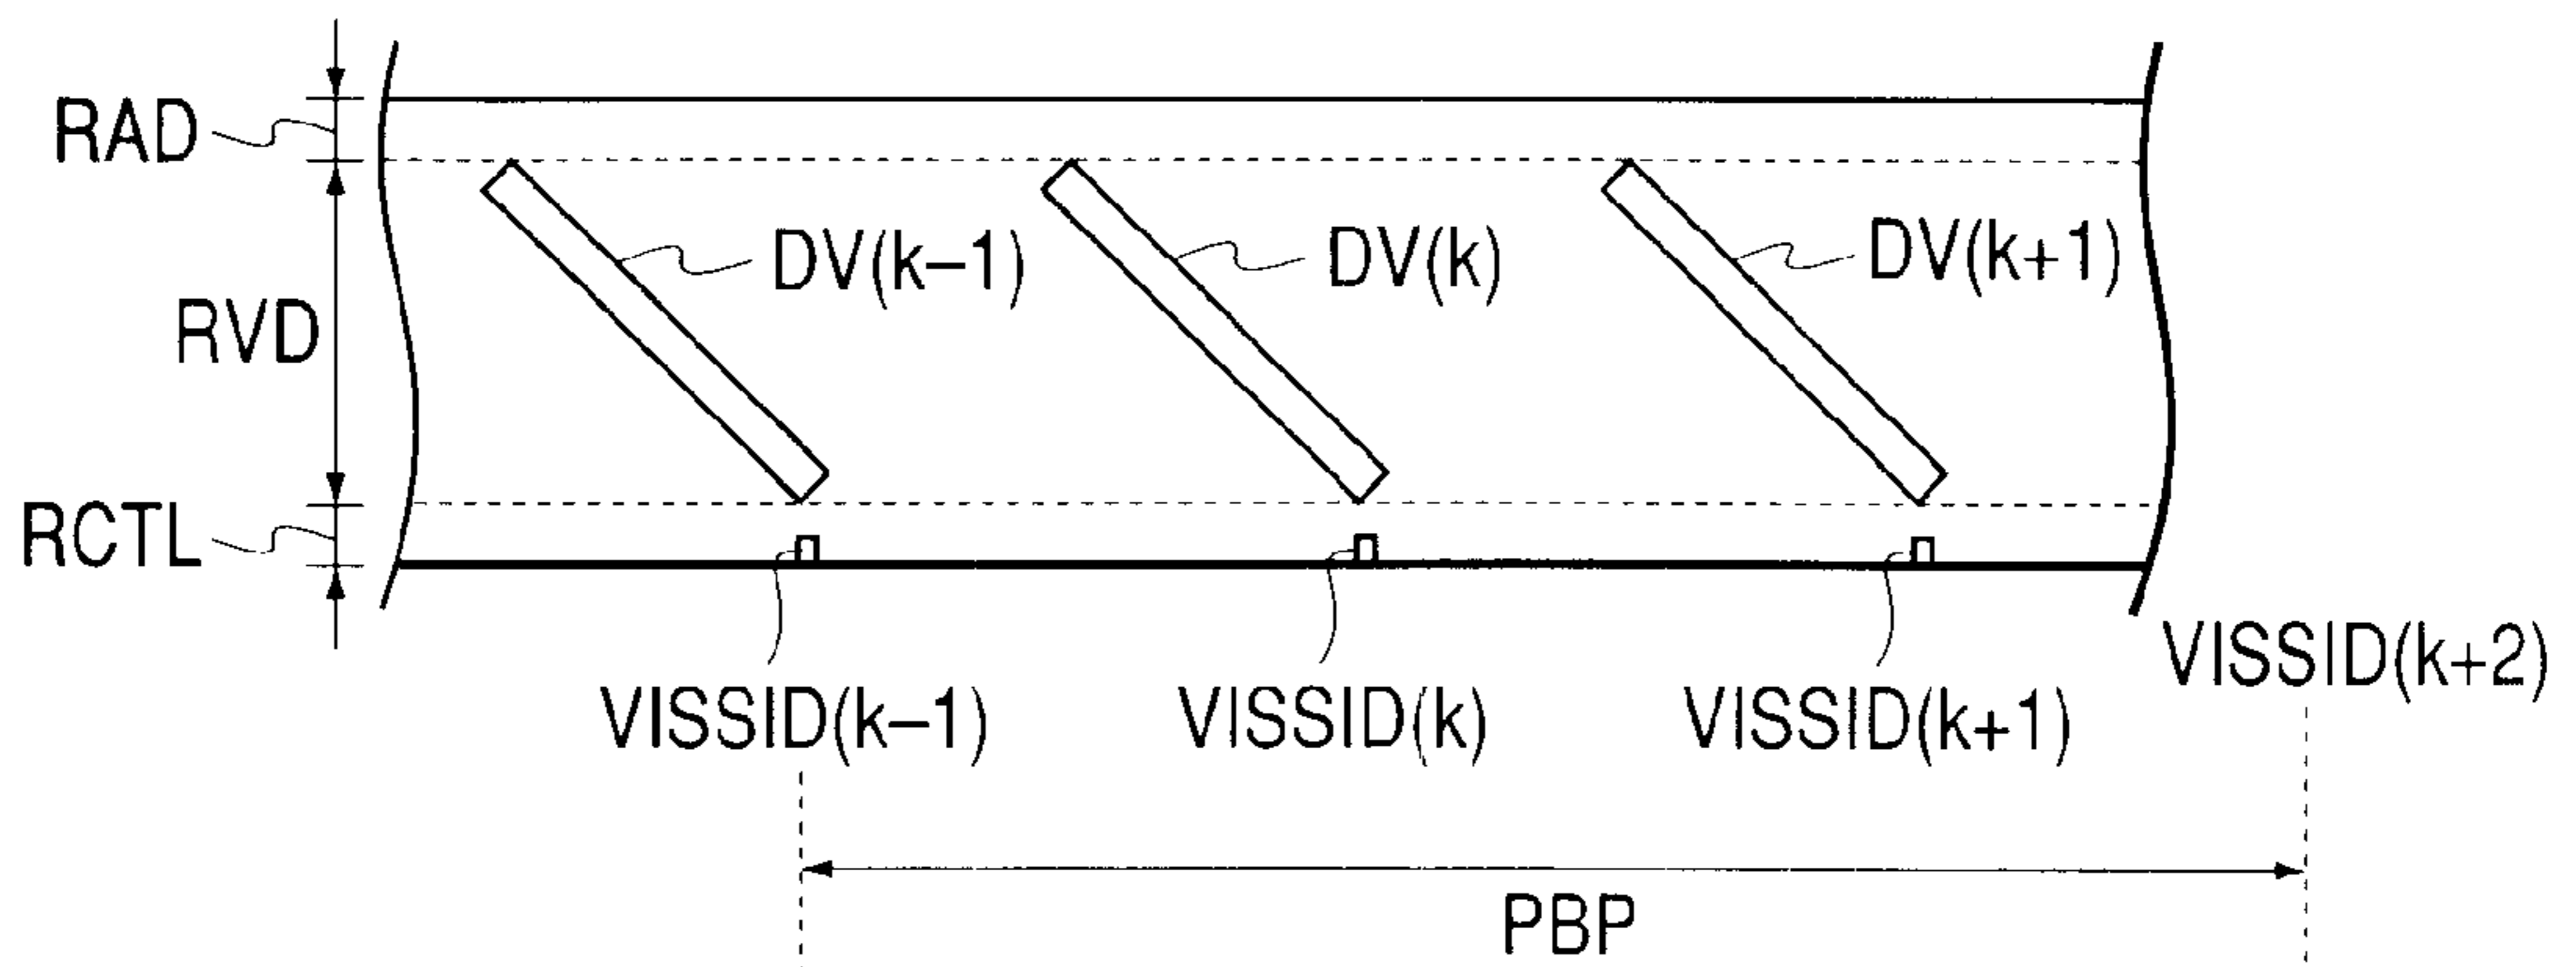 RAD
RVD
RCTL
DV(k–1)
DV(k)
DV(k+1)
VISSID(k–1)
VISSID(k)
VISSID(k+1)
VISSID(k+2)
PBP